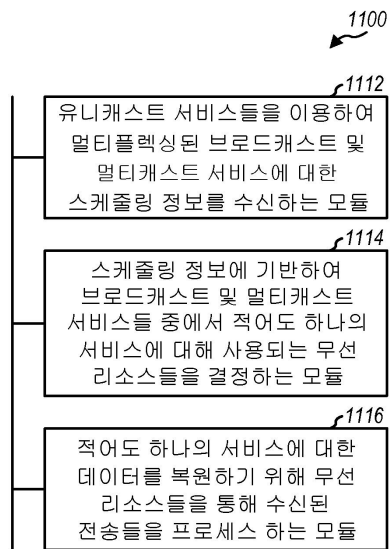 1100
1112
유니캐스트 서비스들을 이용하여
멀티플렉싱된 브로드캐스트 및
멀티캐스트 서비스에 대한
스케줄링 정보를 수신하는 모듈
1114
스케줄링 정보에 기반하여
브로드캐스트 및 멀티캐스트
서비스들 중에서 적어도 하나의
서비스에 대해 사용되는 무선
리소스들을 결정하는 모듈
1116
적어도 하나의 서비스에 대한
데이터를 복원하기 위해 무선
리소스들을 통해 수신된
전송들을 프로세스 하는 모듈